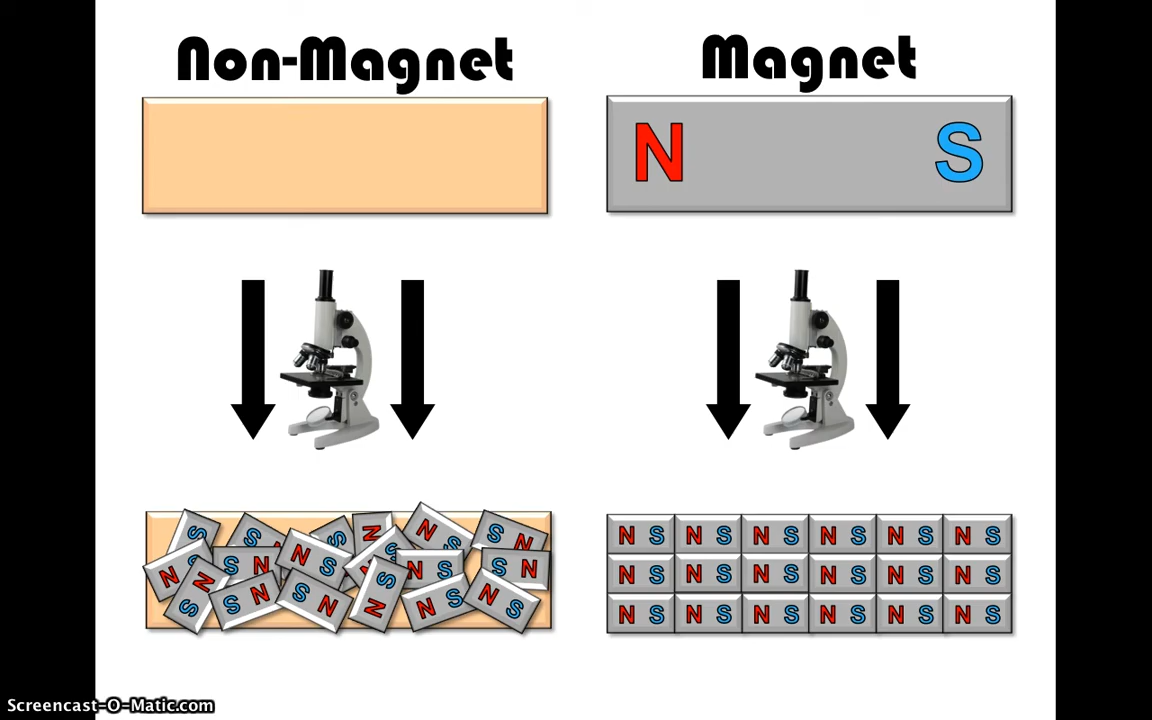 Non-Magnet
Magnet
N S
S S N S N N S N
N S N N S S N S N S S N
S S N S N N N S N S
N S N S N S N S N S N S
N S N S N S N S N S N S
N S N S N S N S N S N S
Screencast-O-Matic.com